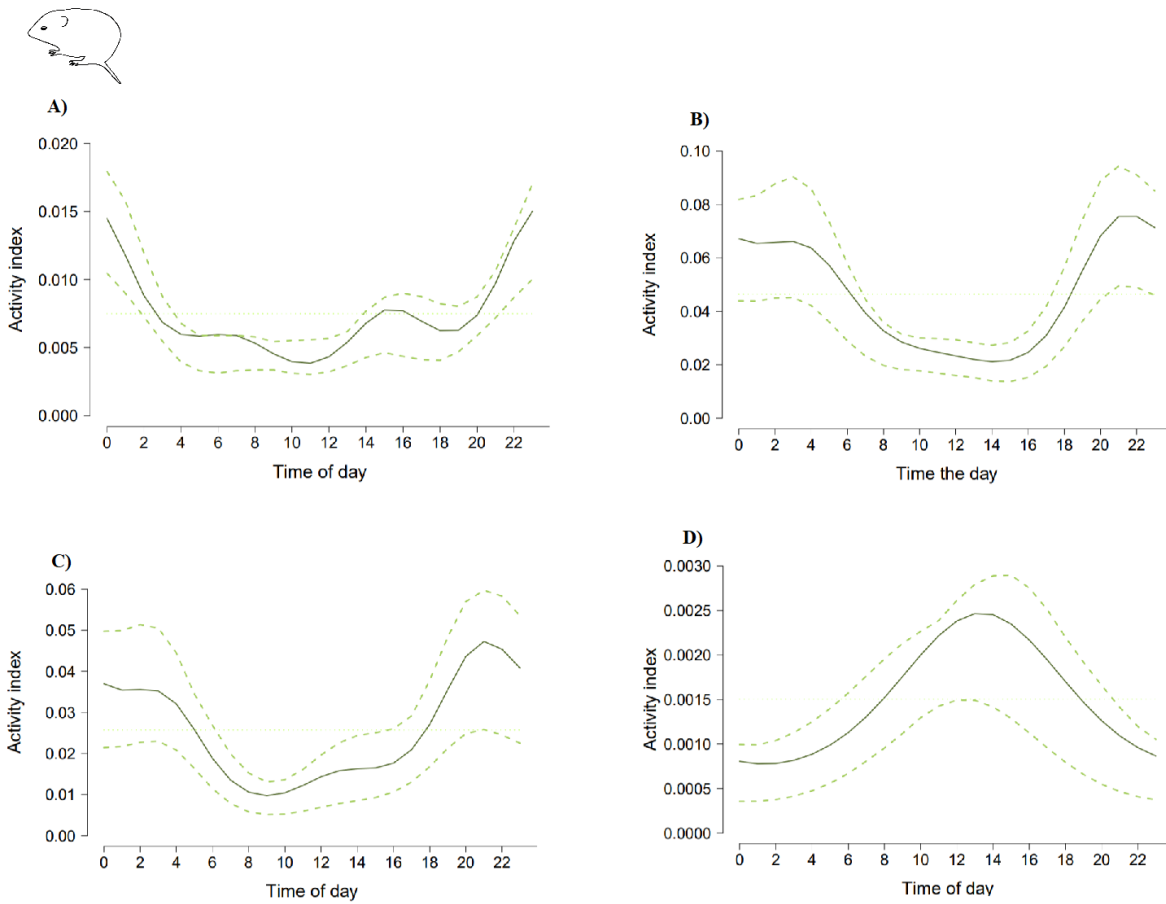 A)
0.020
0.015
0.010
0.005
0.000
Activity index
0 2 4 6 8 10 12 14 16 18 20 22
Time of day
B)
0.10
0.08
0.06
0.04
0.02
0.00
Activity index
0 2 4 6 8 10 12 14 16 18 20 22
Time the day
C)
0.06
0.05
0.04
0.03
0.02
0.01
0.00
Activity index
0 2 4 6 8 10 12 14 16 18 20 22
Time of day
D)
0.0030
0.0025
0.0020
0.0015
0.0010
0.0005
0.0000
Activity index
0 2 4 6 8 10 12 14 16 18 20 22
Time of day